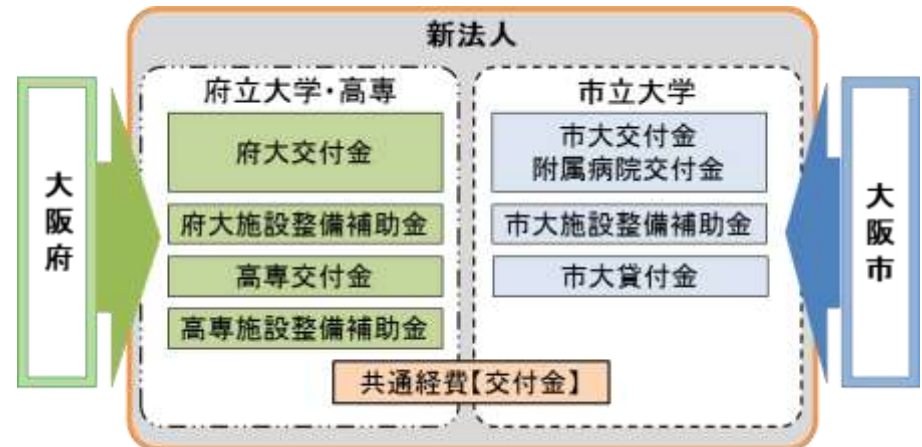 新法人
大阪府
府立大学・高専
府大交付金
府大施設整備補助金
高専交付金
高専施設整備補助金
市立大学
市大交付金
附属病院交付金
市大施設整備補助金
市大貸付金
共通経費【交付金】
大阪市